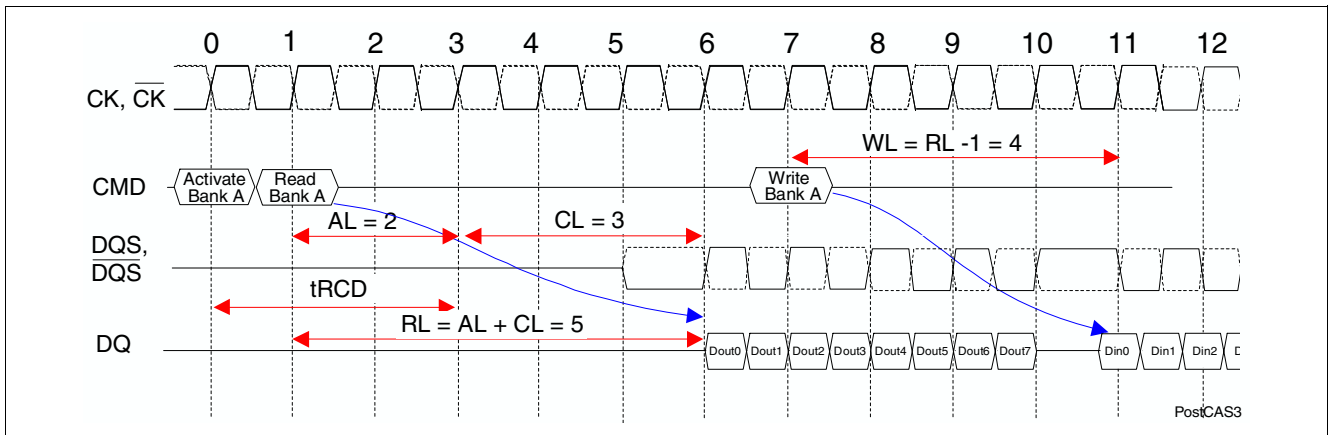 0 1 2 3 4 5 6 7 8 9 10 11 12
CK, CK
WL = RL -1 = 4
CMD
Activate
Bank A
Read
Bank A
Write
Bank A
AL = 2
CL = 3
DQS,
DQS
tRCD
RL = AL + CL = 5
DQ
Dout0 Dout1 Dout2 Dout3 Dout4 Dout5 Dout6 Dout7 Din0 Din1 Din2 D
PostCAS3